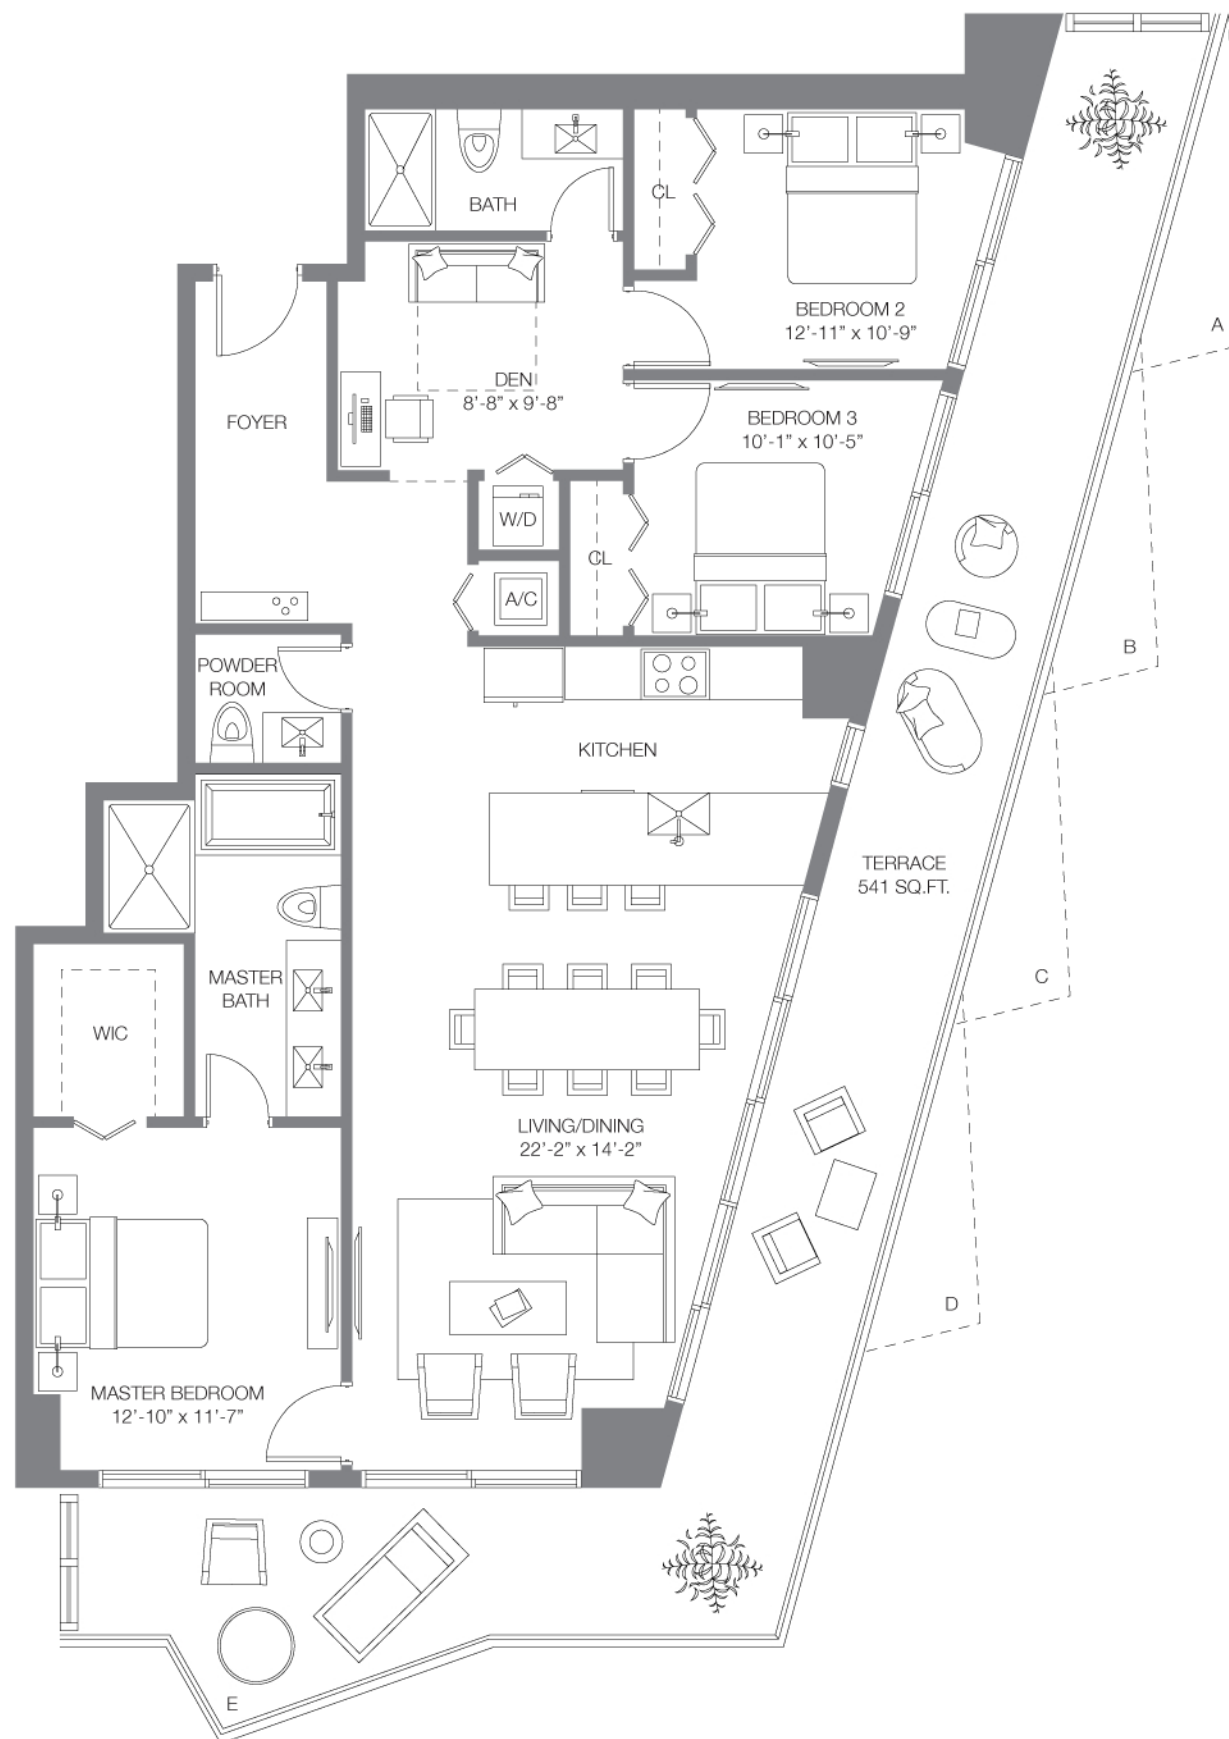 BATH
CL
BEDROOM 2
12'-11" x 10'-9"
A
DEN
8'-8" x 9'-8"
FOYER
BEDROOM 3
10'-1" x 10'-5"
W/D
CL
A/C
B
POWDER
ROOM
KITCHEN
TERRACE
541 SQ.FT.
MASTER
BATH
C
WIC
LIVING/DINING
22'-2" x 14'-2"
D
MASTER BEDROOM
12'-10" x 11'-7"
E